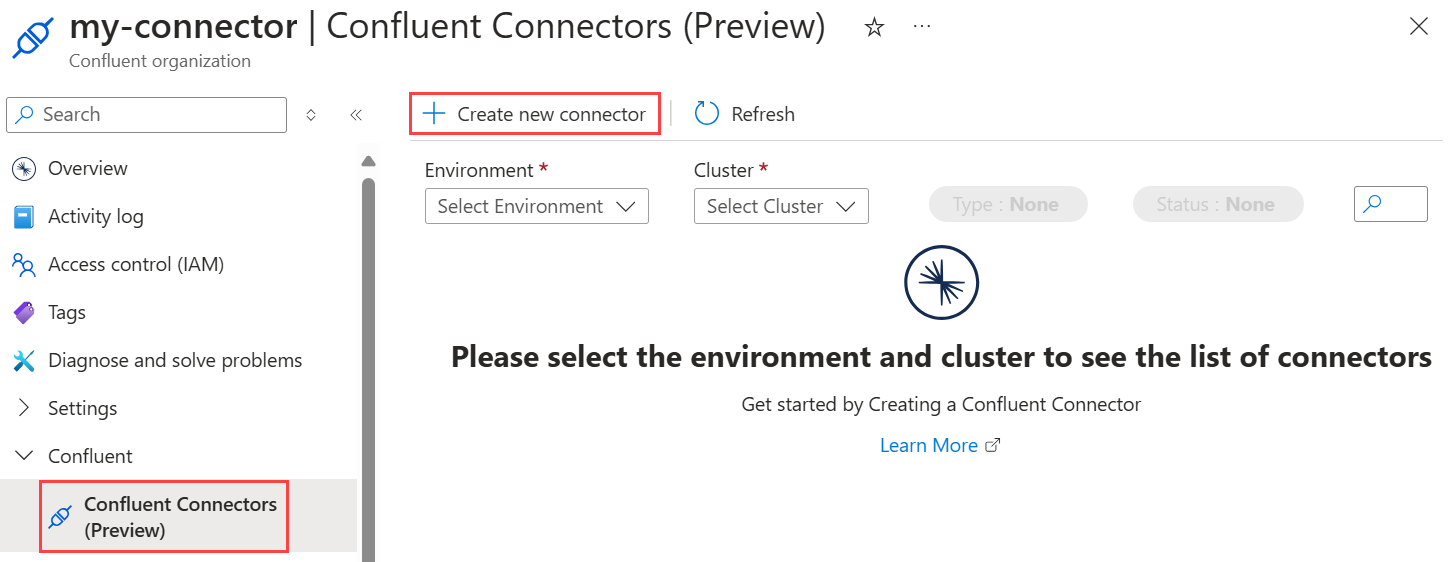 my-connector | Confluent Connectors (Preview)
Confluent organization
Search
Overview
Activity log
Access control (IAM)
Tags
Diagnose and solve problems
Settings
Confluent
Confluent Connectors
(Preview)
Create new connector
Refresh
Environment *
Cluster *
Select Environment
Select Cluster
Type : None
Status : None
Please select the environment and cluster to see the list of connectors
Get started by Creating a Confluent Connector
Learn More